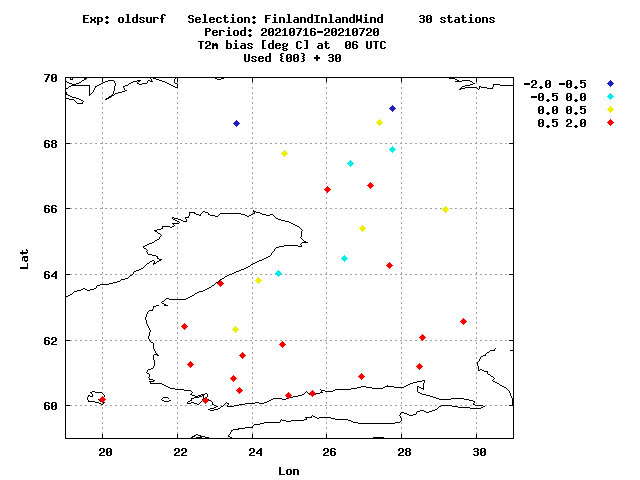 Exp: oldsurf   Selection: FinlandInlandWind     30 stations
Period: 20210716-20210720
T2m bias [deg C] at  06 UTC
Used {00} + 30
-2.0 -0.5
-0.5 0.0
0.0 0.5
0.5 2.0
70
68
66
64
62
60
Lat
20 22 24 26 28 30
Lon